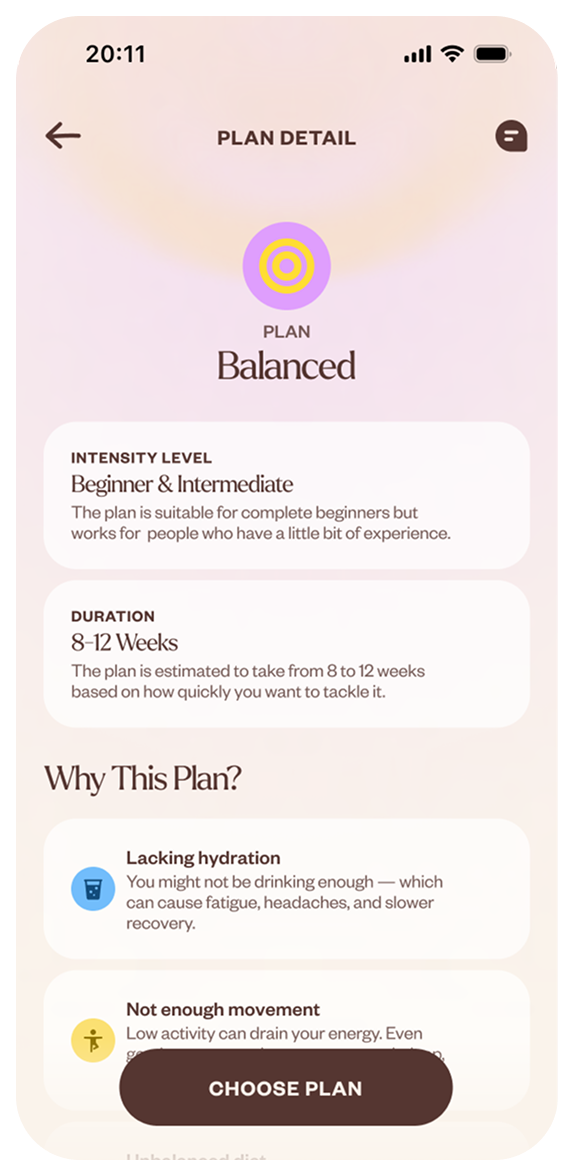 20:11
PLAN DETAIL
PLAN
Balanced
INTENSITY LEVEL
Beginner & Intermediate
The plan is suitable for complete beginners but
works for people who have a little bit of experience.
DURATION
8-12 Weeks
The plan is estimated to take from 8 to 12 weeks
based on how quickly you want to tackle it.
Why This Plan?
Lacking hydration
You might not be drinking enough — which
can cause fatigue, headaches, and slower
recovery.
Not enough movement
Low activity can drain your energy. Even
CHOOSE PLAN
Unbalanced diet